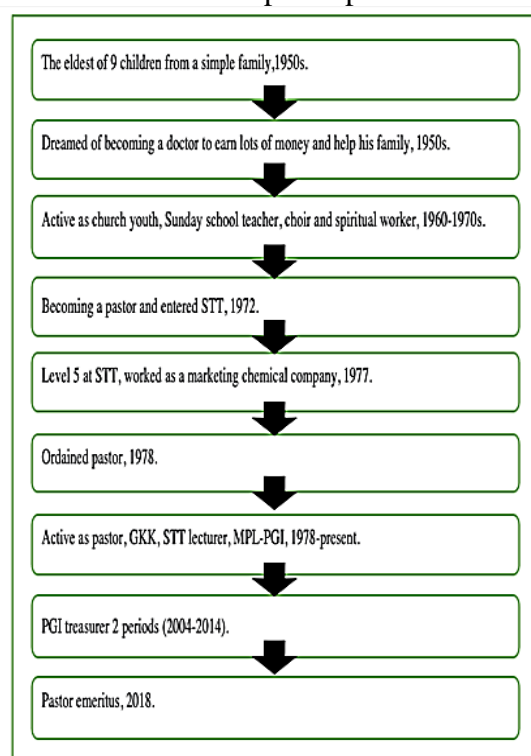 The eldest of 9 children from a simple family,1950s.
Dreamed of becoming a doctor to earn lots of money and help his family, 1950s.
Active as church youth, Sunday school teacher, choir and spiritual worker, 1960-1970s.
Becoming a pastor and entered STT, 1972.
Level 5 at STT, worked as a marketing chemical company, 1977.
Ordained pastor, 1978.
Active as pastor, GKK, STT lecturer, MPL-PGI, 1978-present.
PGI treasurer 2 periods (2004-2014).
Pastor emeritus, 2018.